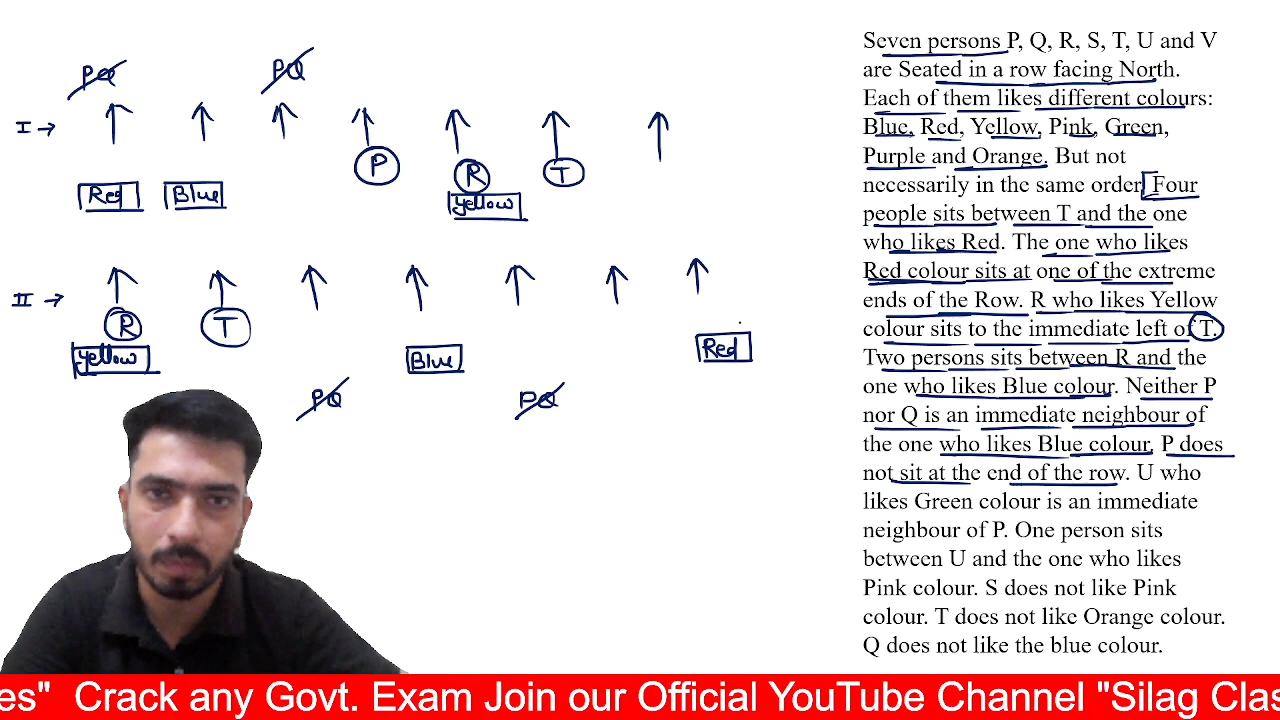 PQ PQ
I →
P R T
Red Blue Yellow
II →
R T
Yellow Blue Red
PQ PQ
Seven persons P, Q, R, S, T, U and V
are Seated in a row facing North.
Each of them likes different colours:
Blue, Red, Yellow, Pink, Green,
Purple and Orange. But not
necessarily in the same order. Four
people sits between T and the one
who likes Red. The one who likes
Red colour sits at one of the extreme
ends of the Row. R who likes Yellow
colour sits to the immediate left of T.
Two persons sits between R and the
one who likes Blue colour. Neither P
nor Q is an immediate neighbour of
the one who likes Blue colour, P does
not sit at the end of the row. U who
likes Green colour is an immediate
neighbour of P. One person sits
between U and the one who likes
Pink colour. S does not like Pink
colour. T does not like Orange colour.
Q does not like the blue colour.
es" Crack any Govt. Exam Join our Official YouTube Channel "Silag Clas